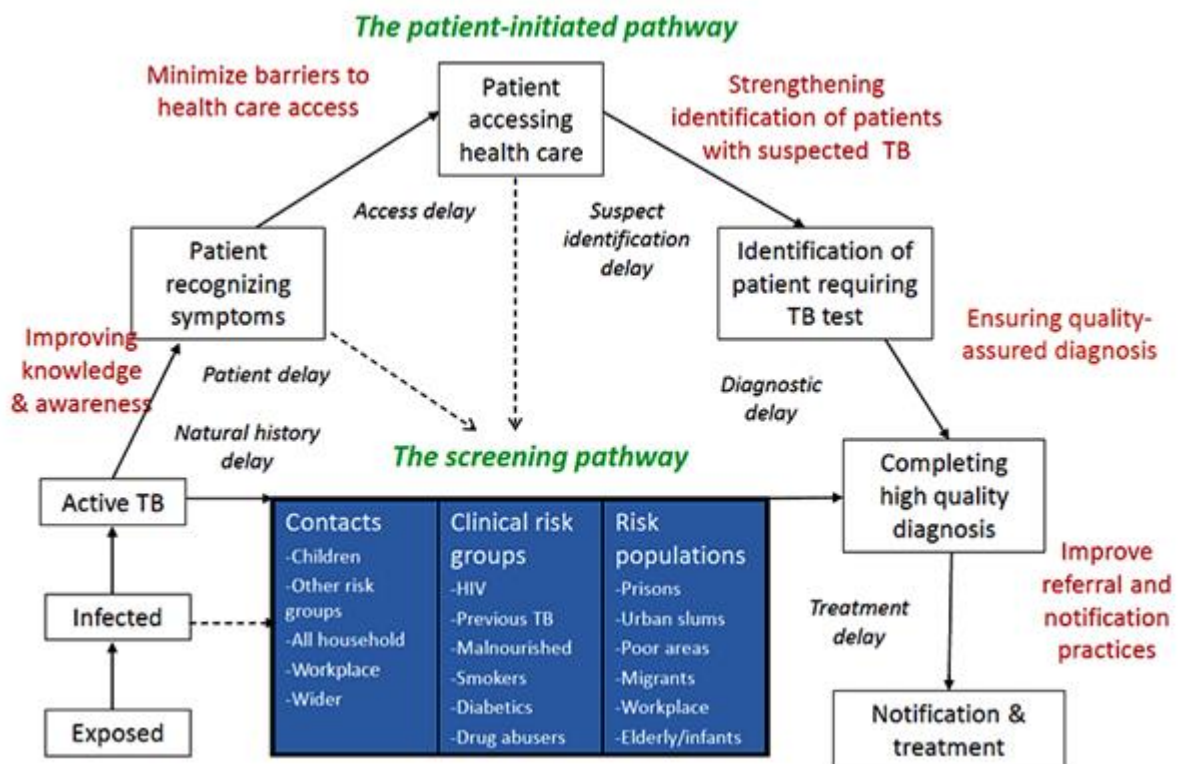 The patient-initiated pathway
Minimize barriers to
health care access
Patient
accessing
health care
Strengthening
identification of patients
with suspected TB
Access delay
Suspect
identification
delay
Patient
recognizing
symptoms
Identification of
patient requiring
TB test
Improving
knowledge
& awareness
Patient delay
Diagnostic
delay
Ensuring quality-
assured diagnosis
Natural history
delay
The screening pathway
Active TB
Infected
Exposed
Contacts
-Children
-Other risk
groups
-All household
-Workplace
-Wider
Clinical risk
groups
-HIV
-Previous TB
-Malnourished
-Smokers
-Diabetics
-Drug abusers
Risk
populations
-Prisons
-Urban slums
-Poor areas
-Migrants
-Workplace
-Elderly/infants
Completing
high quality
diagnosis
Treatment
delay
Improve
referral and
notification
practices
Notification &
treatment